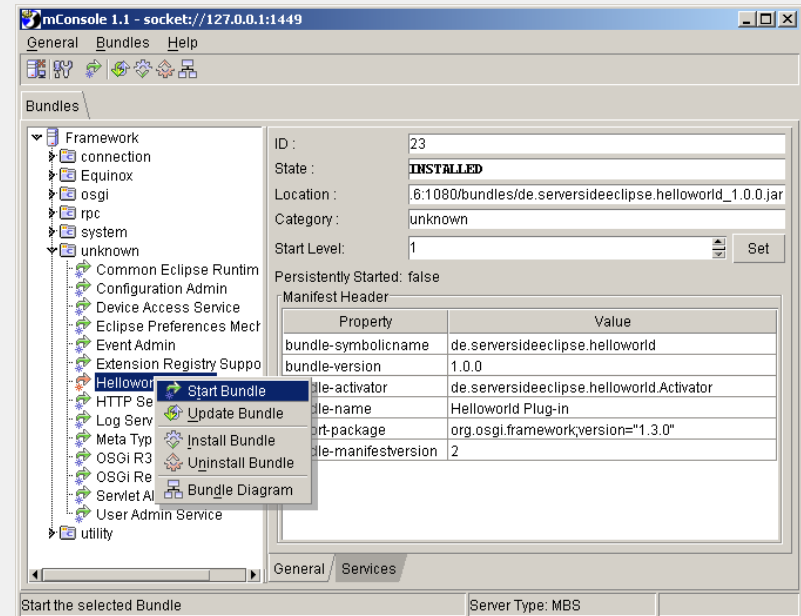 mConsole 1.1 - socket://127.0.0.1:1449
General Bundles Help
Bundles
Framework
connection
Equinox
osgi
rpc
system
unknown
Common Eclipse Runtim
Configuration Admin
Device Access Service
Eclipse Preferences Mech
Event Admin
Extension Registry Suppo
Hellowor
HTTP Se
Log Serv
Meta Typ
OSGi R3
OSGi Re
Servlet AI
User Admin Service
utility
Start Bundle
Update Bundle
Install Bundle
Uninstall Bundle
Bundle Diagram
ID : 23
State : INSTALLED
Location : .6:1080/bundles/de.serversideeclipse.helloworld_1.0.0.jar
Category : unknown
Start Level: 1 Set
Persistently Started: false
Manifest Header
Property Value
bundle-symbolicname de.serversideeclipse.helloworld
bundle-version 1.0.0
dle-activator de.serversideeclipse.helloworld.Activator
dle-name Helloworld Plug-in
ort-package org.osgi.framework;version="1.3.0"
dle-manifestversion 2
General Services
Start the selected Bundle Server Type: MBS